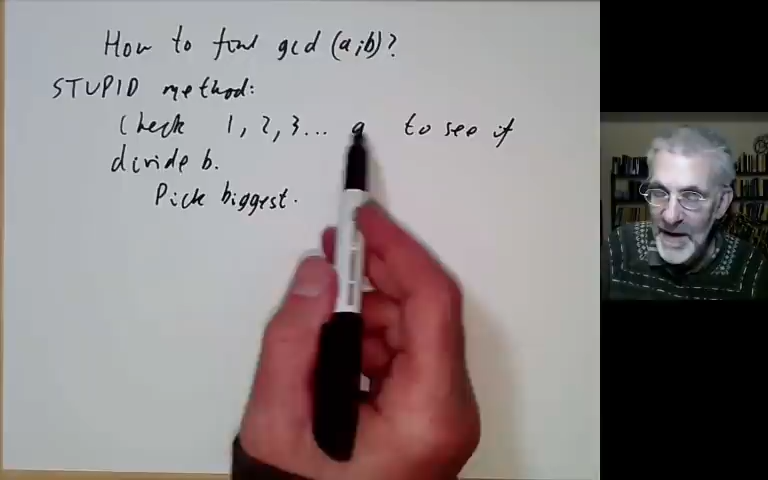 How to find gcd (a,b)?
STUPID method:
Check 1, 2, 3... a to see if
divide b.
Pick biggest.